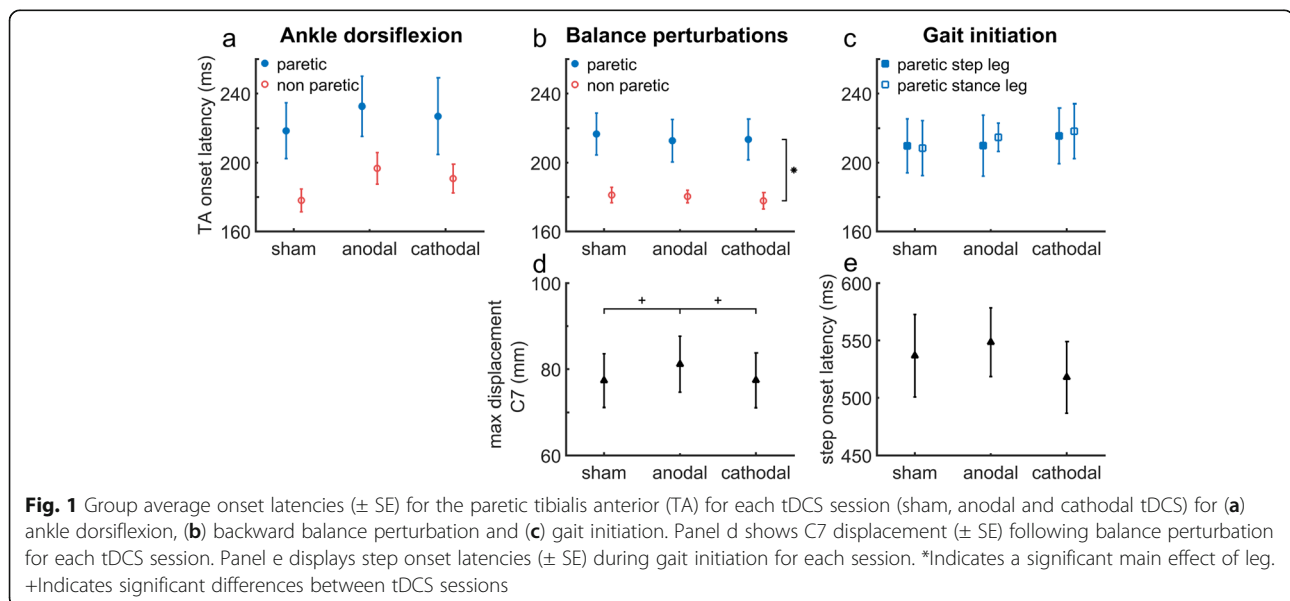 a Ankle dorsiflexion
paretic
non paretic
TA onset latency (ms)
240
200
160
sham anodal cathodal
b Balance perturbations
paretic
non paretic
240
200
160
*
sham anodal cathodal
c Gait initiation
paretic step leg
paretic stance leg
240
200
160
sham anodal cathodal
d
max displacement
C7 (mm)
100
80
60
+ +
sham anodal cathodal
e
step onset latency (ms)
600
550
500
450
sham anodal cathodal
Fig. 1 Group average onset latencies (± SE) for the paretic tibialis anterior (TA) for each tDCS session (sham, anodal and cathodal tDCS) for (a)
ankle dorsiflexion, (b) backward balance perturbation and (c) gait initiation. Panel d shows C7 displacement (± SE) following balance perturbation
for each tDCS session. Panel e displays step onset latencies (± SE) during gait initiation for each session. *Indicates a significant main effect of leg.
+Indicates significant differences between tDCS sessions